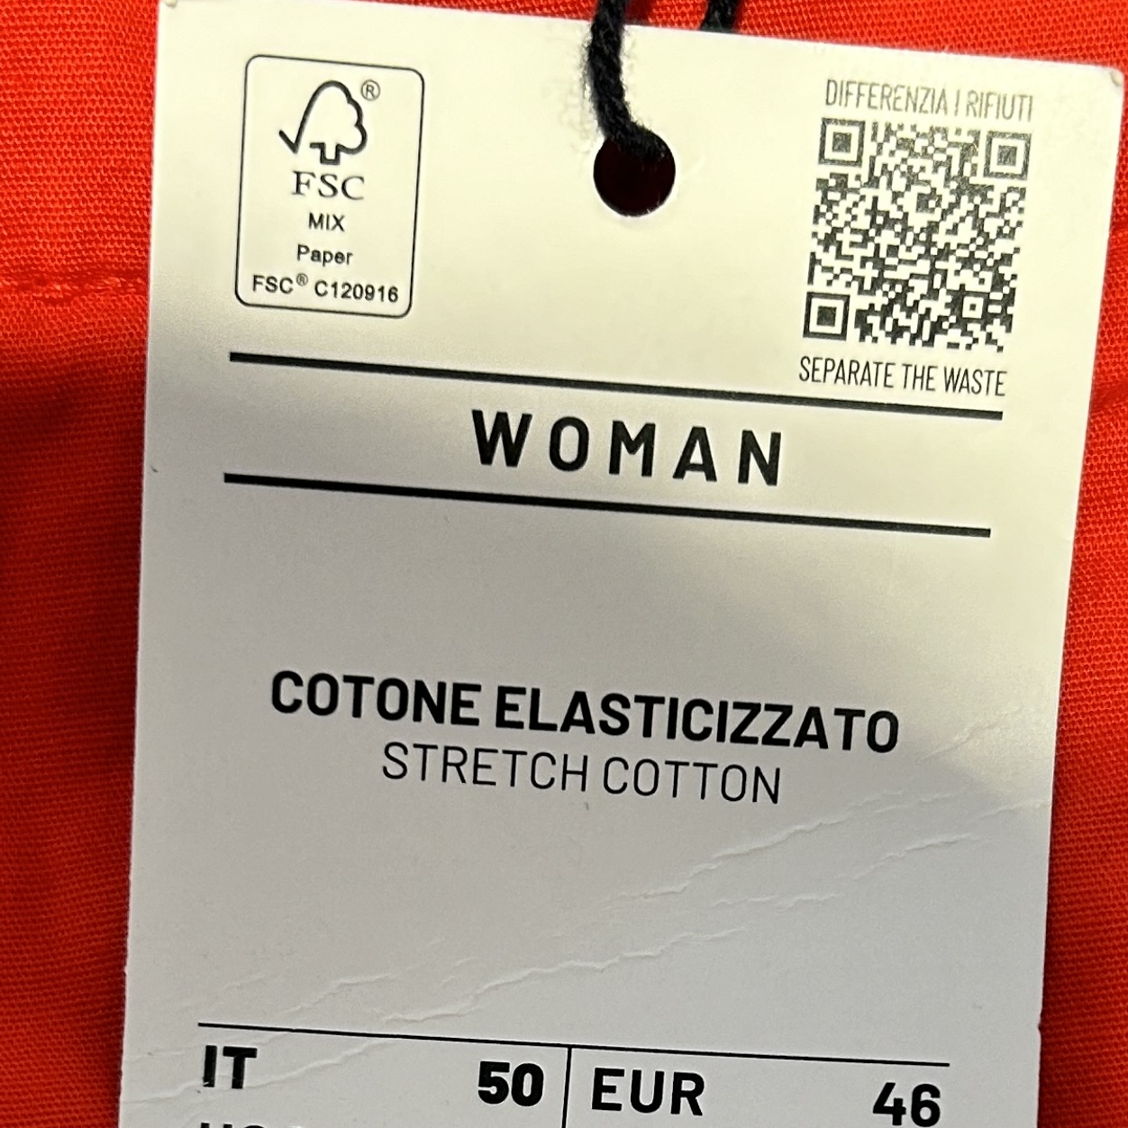 ®
FSC
MIX
Paper
FSC® C120916
DIFFERENZIA I RIFIUTI
SEPARATE THE WASTE
WOMAN
COTONE ELASTICIZZATO
STRETCH COTTON
IT 50 EUR 46